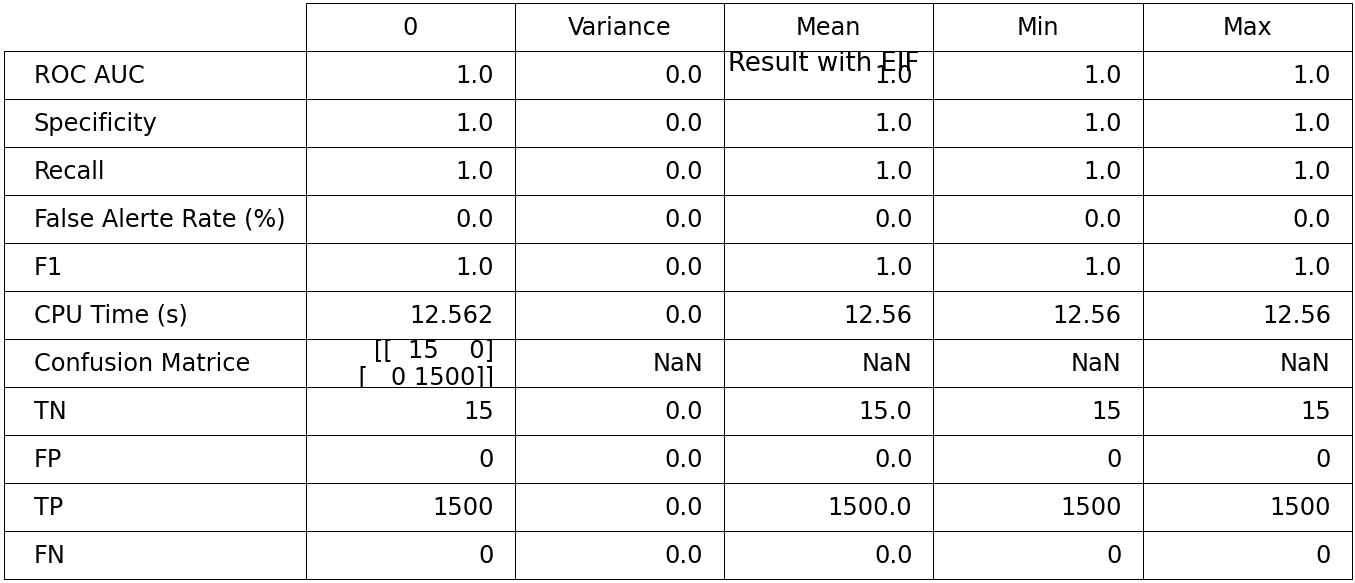 0 Variance Mean Min Max
Result with EIF
ROC AUC 1.0 0.0 1.0 1.0 1.0
Specificity 1.0 0.0 1.0 1.0 1.0
Recall 1.0 0.0 1.0 1.0 1.0
False Alerte Rate (%) 0.0 0.0 0.0 0.0 0.0
F1 1.0 0.0 1.0 1.0 1.0
CPU Time (s) 12.562 0.0 12.56 12.56 12.56
Confusion Matrice [[ 15 0]
[ 0 1500]] NaN NaN NaN NaN
TN 15 0.0 15.0 15 15
FP 0 0.0 0.0 0 0
TP 1500 0.0 1500.0 1500 1500
FN 0 0.0 0.0 0 0